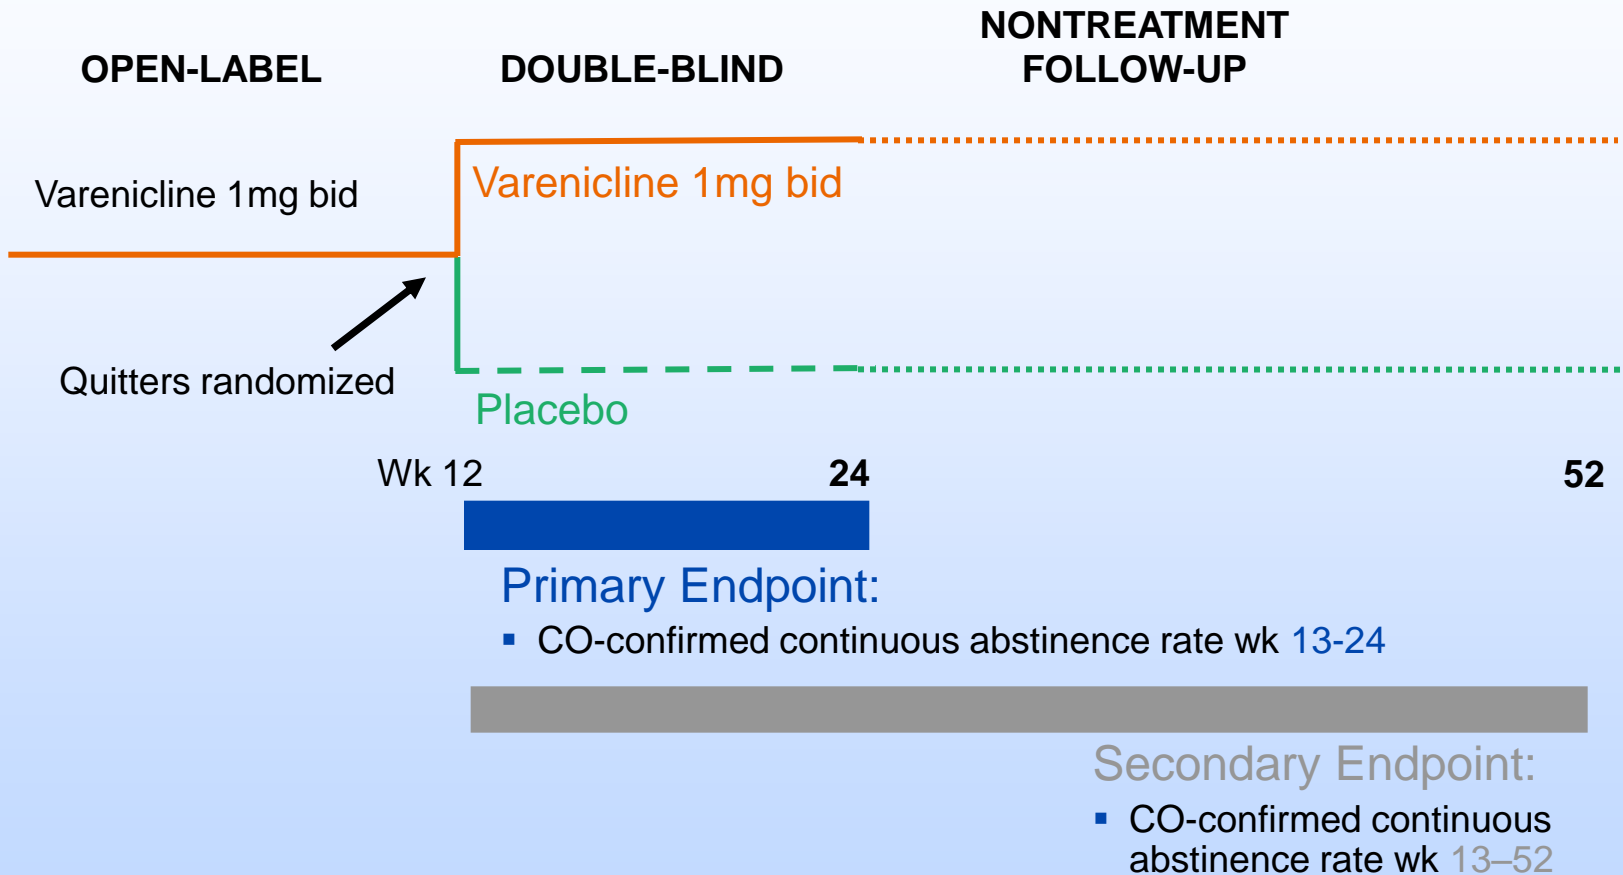 OPEN-LABEL
DOUBLE-BLIND
NONTREATMENT
FOLLOW-UP
Varenicline 1mg bid
Varenicline 1mg bid
Quitters randomized
Placebo
Wk 12
24
52
Primary Endpoint:
▪ CO-confirmed continuous abstinence rate wk 13-24
Secondary Endpoint:
▪ CO-confirmed continuous
abstinence rate wk 13–52